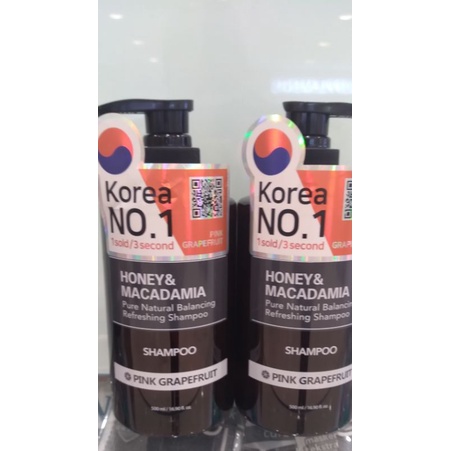 Korea
NO.1
1 sold/3 second
PINK
GRAPEFRUIT
HONEY&
MACADAMIA
Pure Natural Balancing
Refreshing Shampoo
SHAMPOO
PINK GRAPEFRUIT
Korea
NO.1
1 sold/3 second
GRAPEFRU
HONEY&
MACADAMIA
Pure Natural Balancing
Refreshing Shampoo
SHAMPOO
PINK GRAPEFRUIT